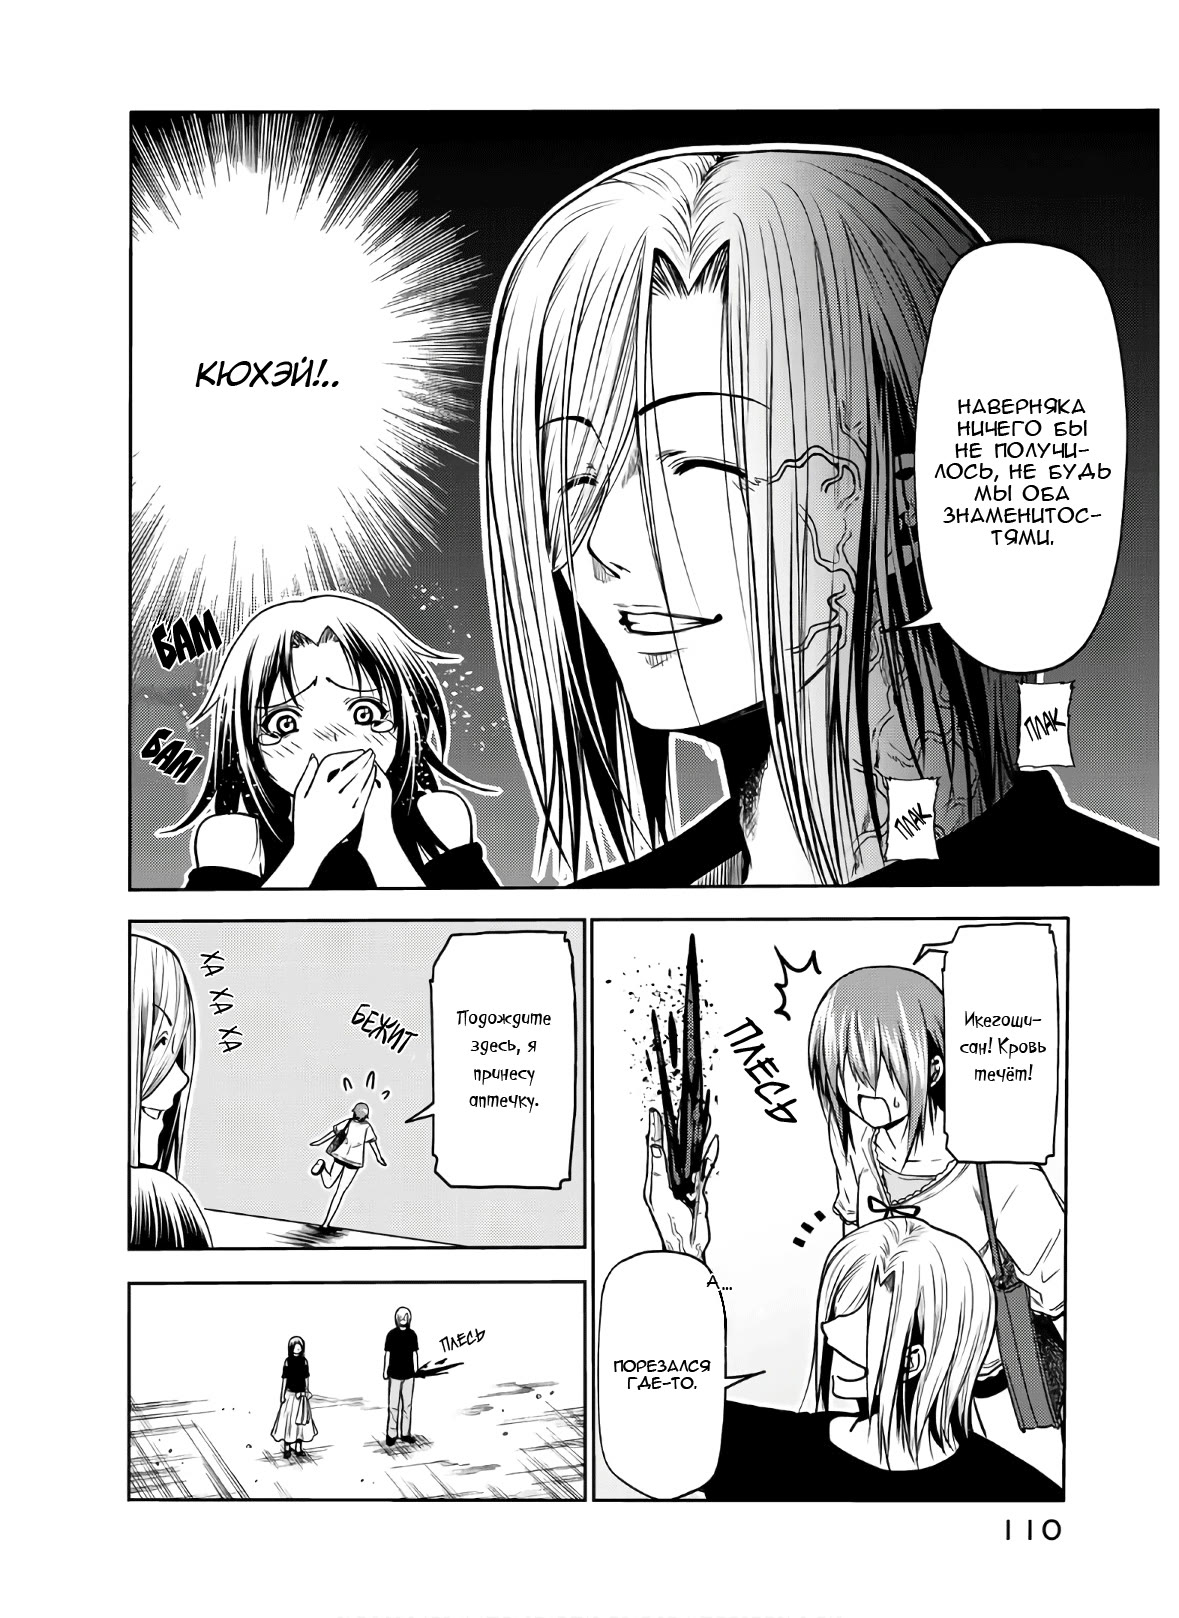 НАВЕРНЯКА
НИЧЕГО БЫ
НЕ ПОЛУЧИ-
ЛОСЬ, НЕ БУДЬ
МЫ ОБА
ЗНАМЕНИТОС-
ТЯМИ.
ПЛАК
ПЛАК
КЮХЭЙ!..
БАМ
БАМ
Икегоши-
сан! Кровь
течёт!
ПЛЕСЬ
А...
ПОРЕЗАЛСЯ
ГДЕ-ТО.
Подождите
здесь, я
принесу
аптечку.
БЕЖИТ
ХА ХА ХА ХА
ПЛЕСЬ
110